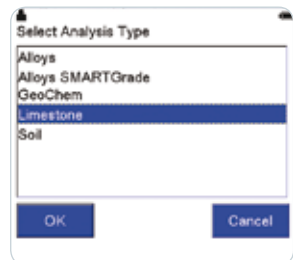 Select Analysis Type
Alloys
Alloys SMARTGrade
GeoChem
Limestone
Soil
OK
Cancel